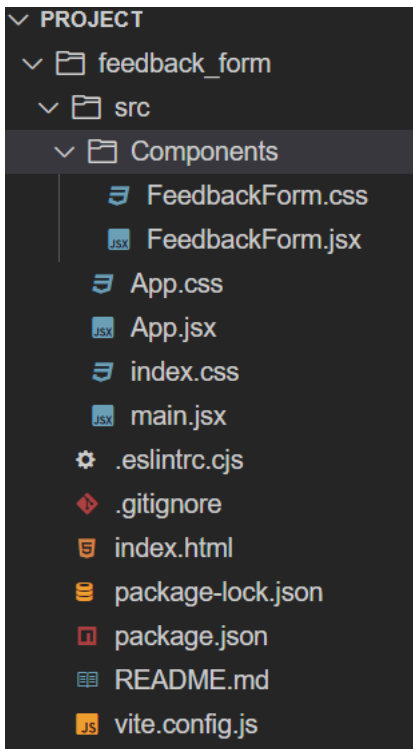 PROJECT
feedback_form
src
Components
FeedbackForm.css
JSX FeedbackForm.jsx
App.css
JSX App.jsx
index.css
JSX main.jsx
.eslintrc.cjs
.gitignore
index.html
package-lock.json
package.json
README.md
JS vite.config.js